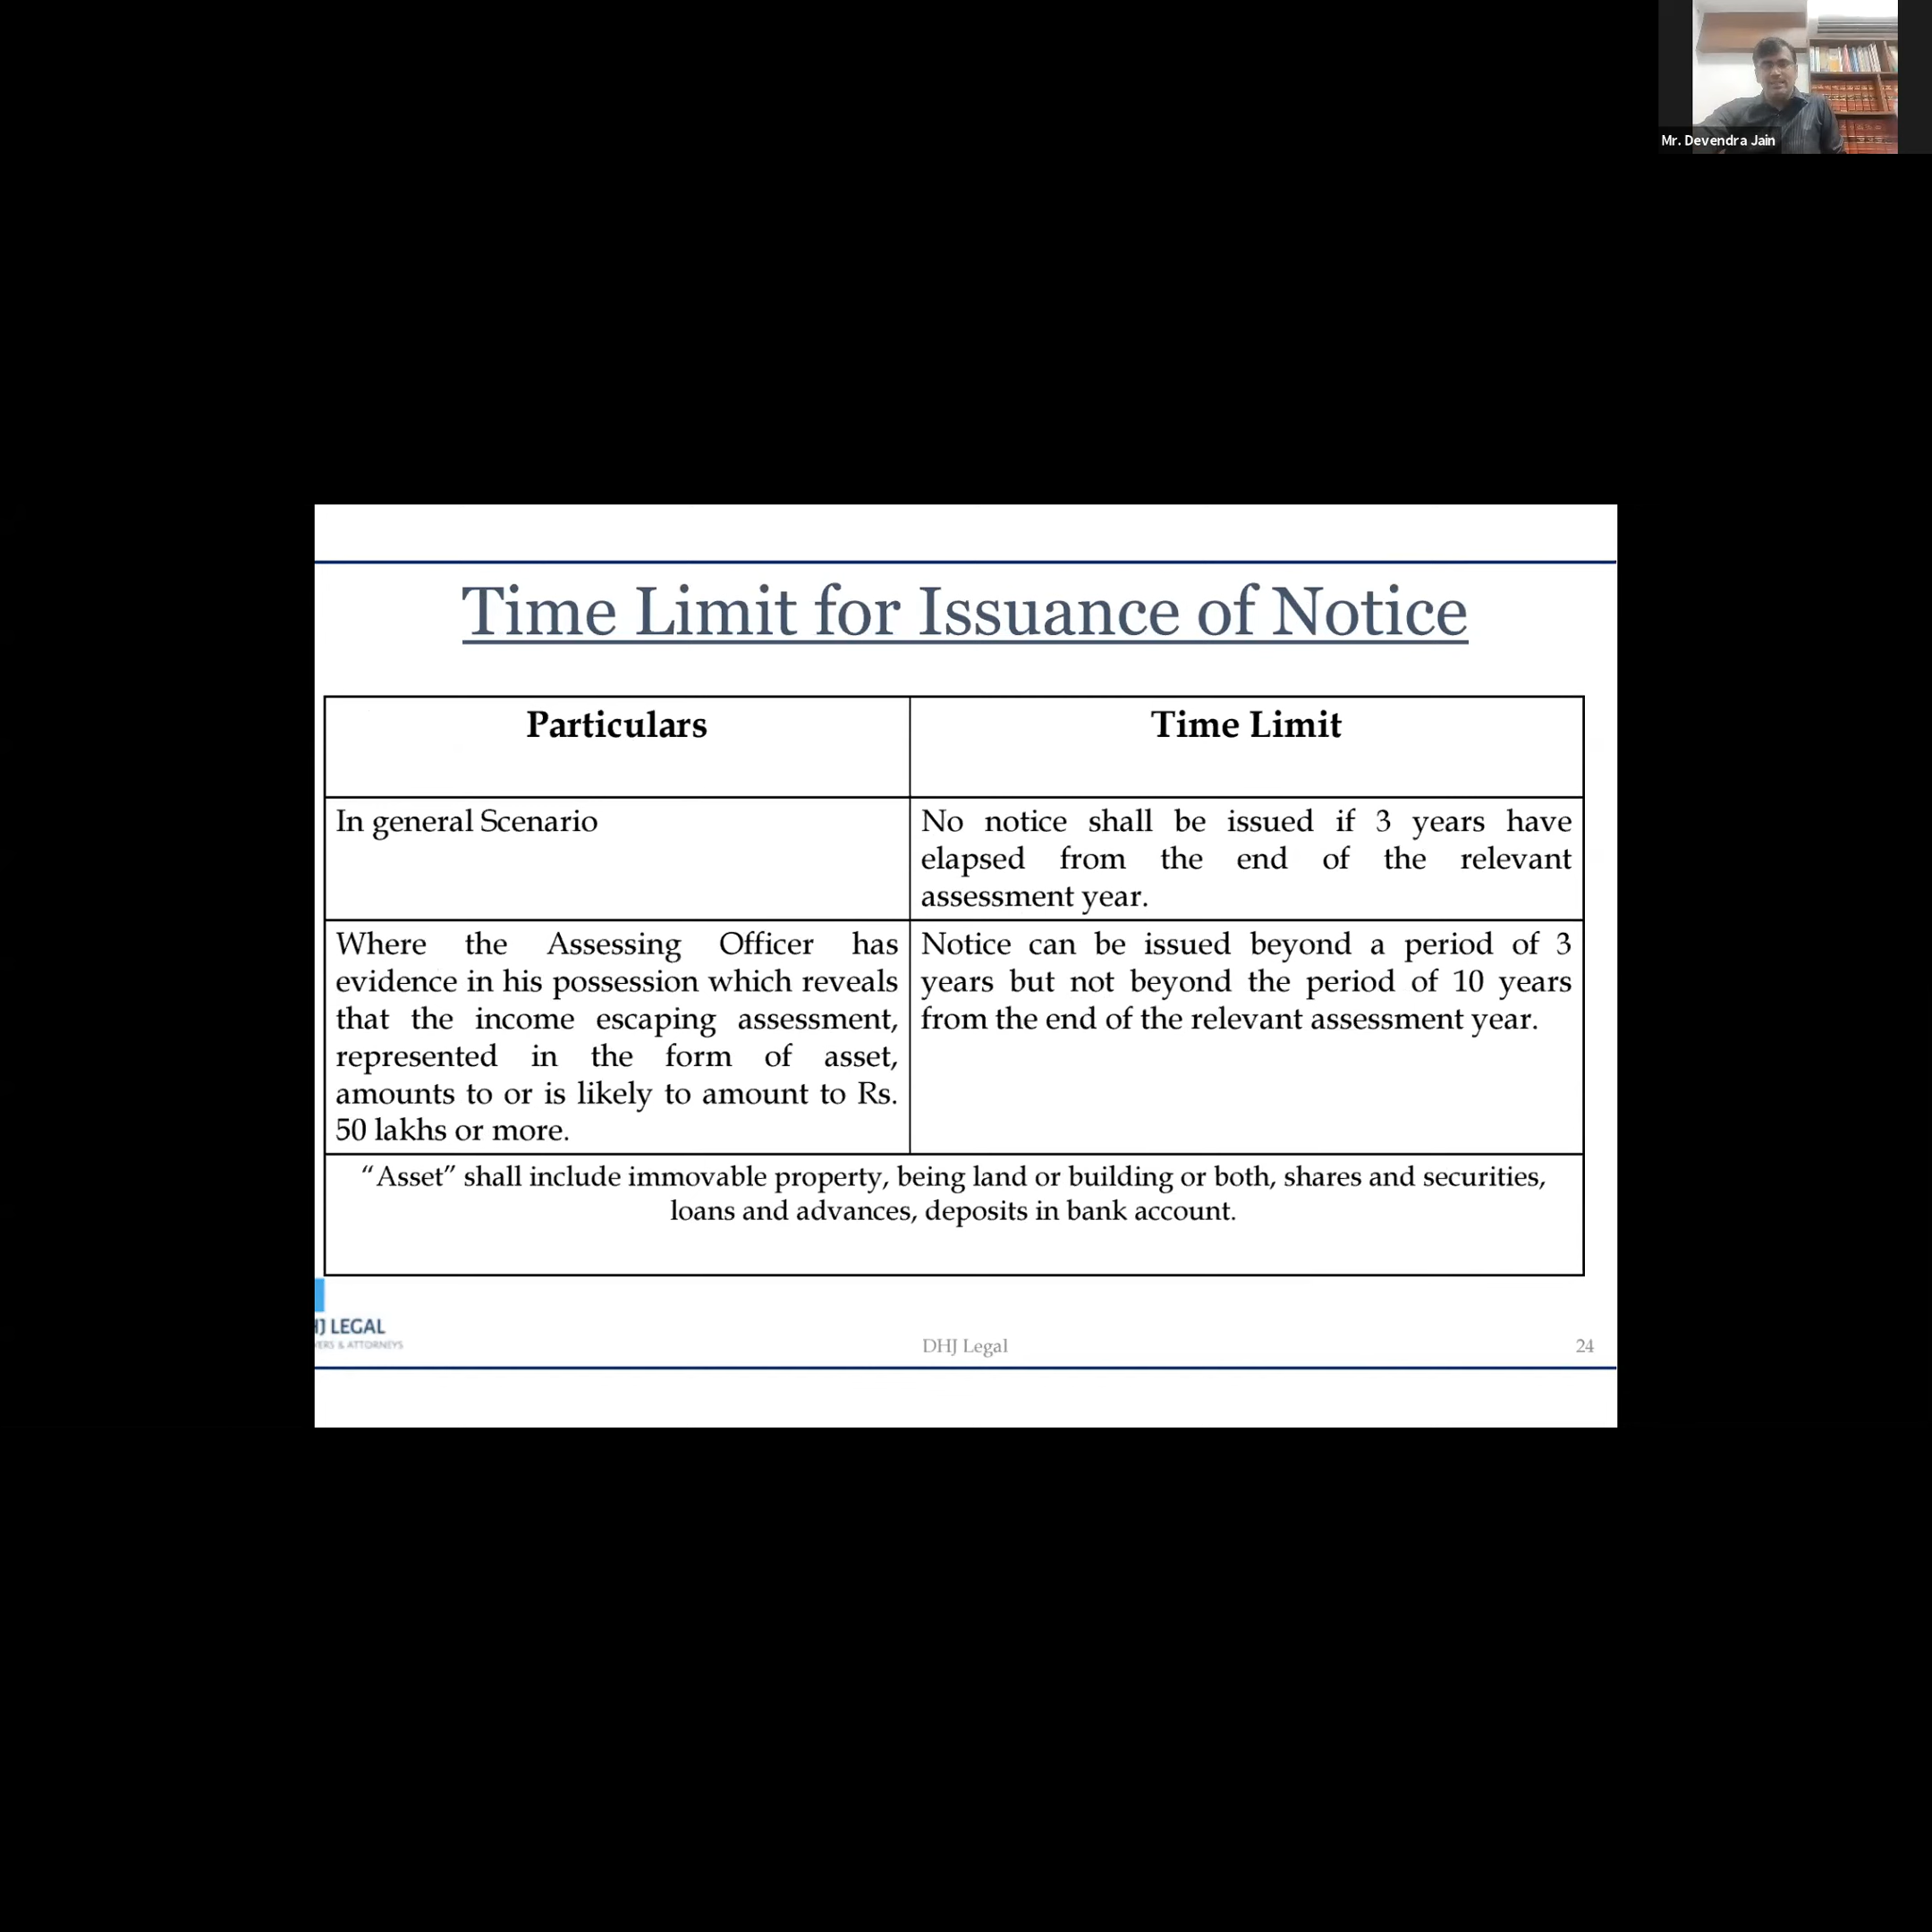 Mr. Devendra Jain
Time Limit for Issuance of Notice
Particulars
Time Limit
In general Scenario
No notice shall be issued if 3 years have
elapsed from the end of the relevant
assessment year.
Where the Assessing Officer has
evidence in his possession which reveals
that the income escaping assessment,
represented in the form of asset,
amounts to or is likely to amount to Rs.
50 lakhs or more.
Notice can be issued beyond a period of 3
years but not beyond the period of 10 years
from the end of the relevant assessment year.
“Asset” shall include immovable property, being land or building or both, shares and securities,
loans and advances, deposits in bank account.
LEGAL
& ATTORNEYS
DHJ Legal
24